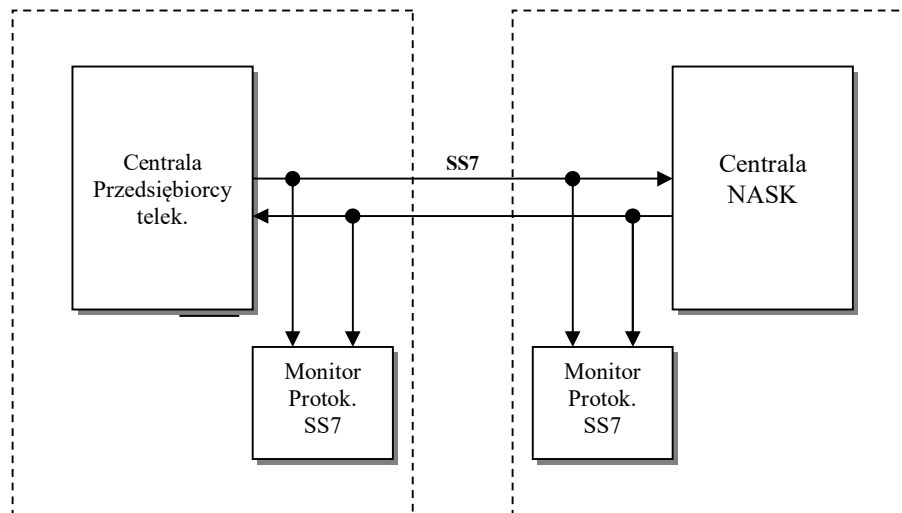 Centrala
Przedsiębiorcy
telek.
SS7
Centrala
NASK
Monitor
Protok.
SS7
Monitor
Protok.
SS7